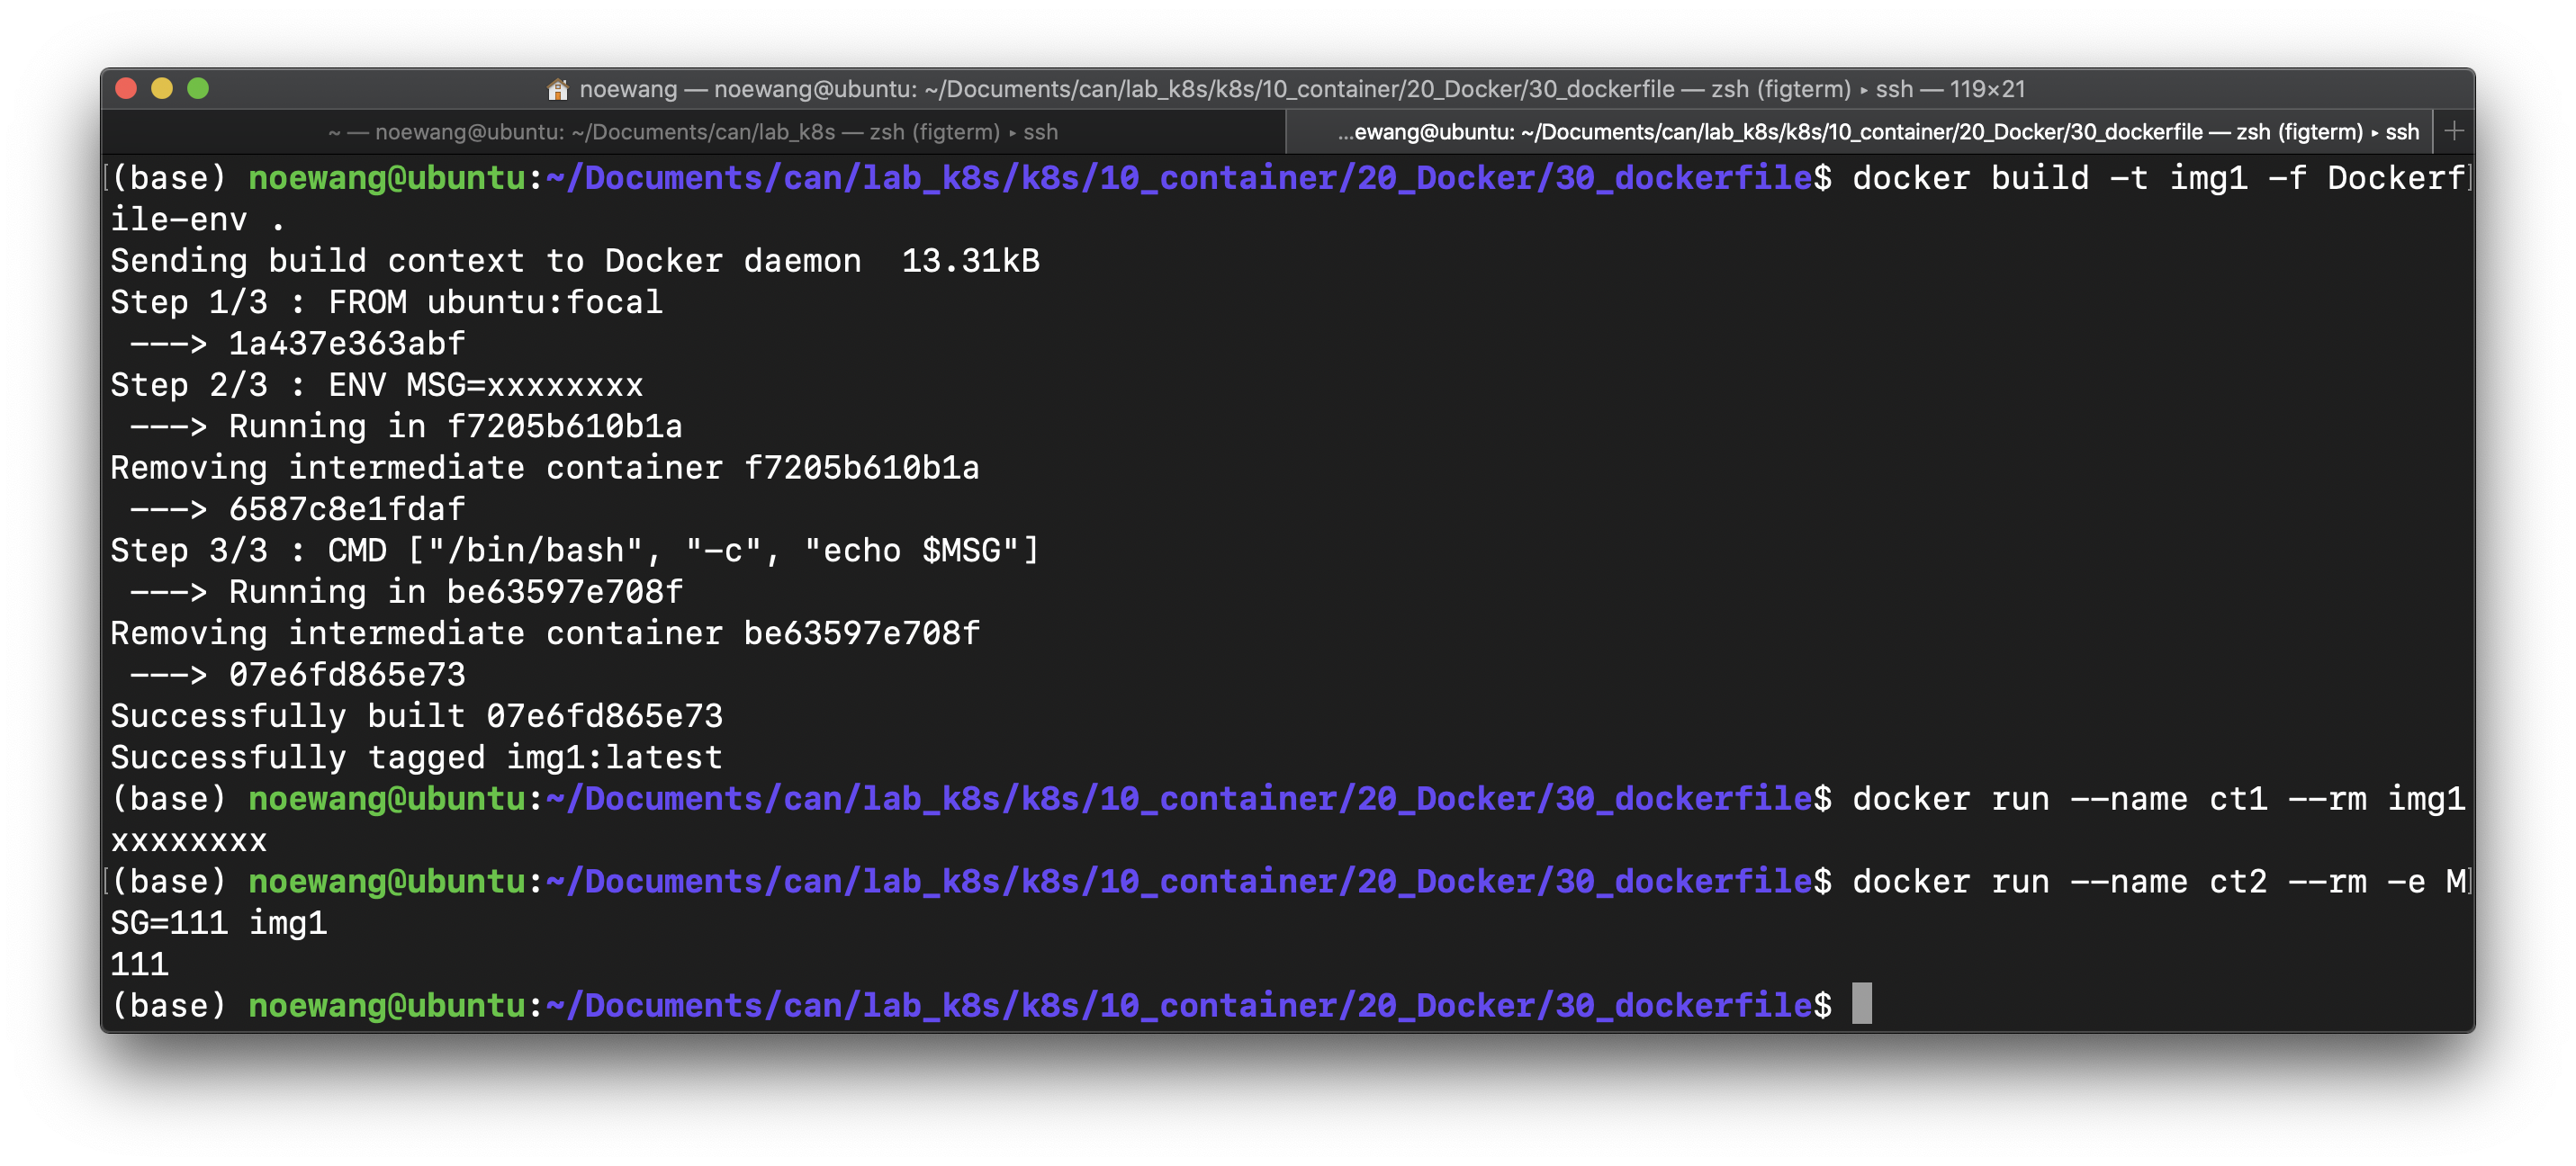 noewang — noewang@ubuntu: ~/Documents/can/lab_k8s/k8s/10_container/20_Docker/30_dockerfile — zsh (figterm) ‣ ssh — 119×21
~ — noewang@ubuntu: ~/Documents/can/lab_k8s — zsh (figterm) ‣ ssh
...ewang@ubuntu: ~/Documents/can/lab_k8s/k8s/10_container/20_Docker/30_dockerfile — zsh (figterm) ‣ ssh
[(base) noewang@ubuntu:~/Documents/can/lab_k8s/k8s/10_container/20_Docker/30_dockerfile$ docker build -t img1 -f Dockerf]
ile-env .
Sending build context to Docker daemon  13.31kB
Step 1/3 : FROM ubuntu:focal
 ---> 1a437e363abf
Step 2/3 : ENV MSG=xxxxxxxx
 ---> Running in f7205b610b1a
Removing intermediate container f7205b610b1a
 ---> 6587c8e1fdaf
Step 3/3 : CMD ["/bin/bash", "-c", "echo $MSG"]
 ---> Running in be63597e708f
Removing intermediate container be63597e708f
 ---> 07e6fd865e73
Successfully built 07e6fd865e73
Successfully tagged img1:latest
(base) noewang@ubuntu:~/Documents/can/lab_k8s/k8s/10_container/20_Docker/30_dockerfile$ docker run --name ct1 --rm img1
xxxxxxxx
[(base) noewang@ubuntu:~/Documents/can/lab_k8s/k8s/10_container/20_Docker/30_dockerfile$ docker run --name ct2 --rm -e M]
SG=111 img1
111
(base) noewang@ubuntu:~/Documents/can/lab_k8s/k8s/10_container/20_Docker/30_dockerfile$